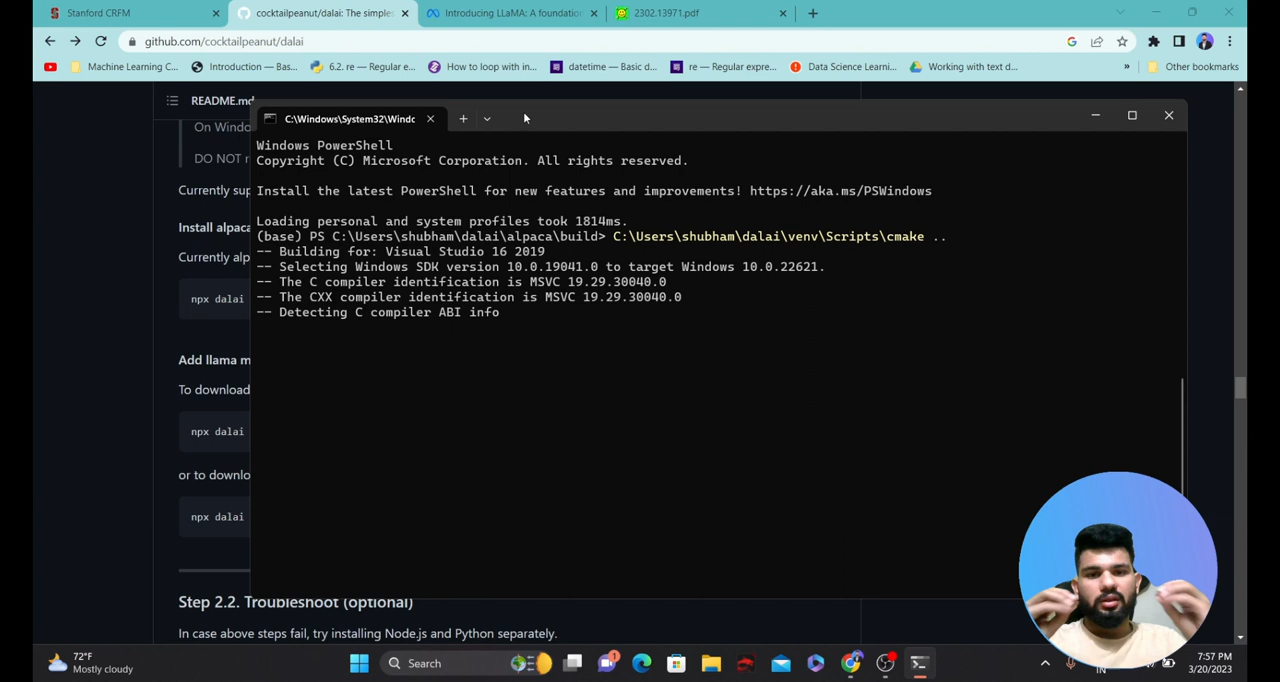 Stanford CRFM
cocktailpeanut/dalai: The simples
Introducing LLaMA: A foundation
2302.13971.pdf
github.com/cocktailpeanut/dalai
Machine Learning C...
Introduction — Bas...
6.2. re — Regular e...
How to loop with in...
datetime — Basic d...
re — Regular expre...
Data Science Learni...
Working with text d...
»
Other bookmarks
README.md
C:\Windows\System32\Windc
On Windo
DO NOT r
Currently sup
Install alpaca
Currently alp
npx dalai
Add llama m
To download
npx dalai
or to downlo
npx dalai
Windows PowerShell
Copyright (C) Microsoft Corporation. All rights reserved.
Install the latest PowerShell for new features and improvements! https://aka.ms/PSWindows
Loading personal and system profiles took 1814ms.
(base) PS C:\Users\shubham\dalai\alpaca\build> C:\Users\shubham\dalai\venv\Scripts\cmake ..
-- Building for: Visual Studio 16 2019
-- Selecting Windows SDK version 10.0.19041.0 to target Windows 10.0.22621.
-- The C compiler identification is MSVC 19.29.30040.0
-- The CXX compiler identification is MSVC 19.29.30040.0
-- Detecting C compiler ABI info
Step 2.2. Troubleshoot (optional)
In case above steps fail, try installing Node.js and Python separately.
72°F
Mostly cloudy
Search
1
IN
7:57 PM
3/20/2023